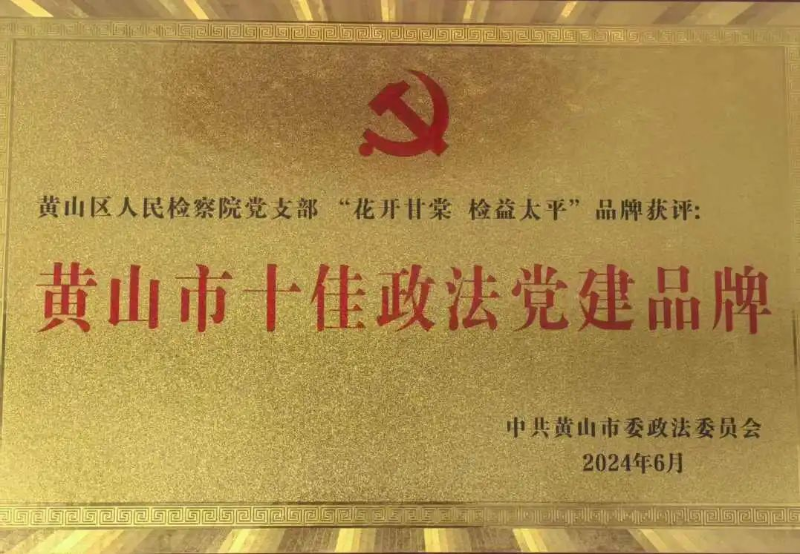 黄山区人民检察院党支部 “花开甘棠 检益太平”品牌获评:
黄山市十佳政法党建品牌
中共黄山市委政法委员会
2024年6月